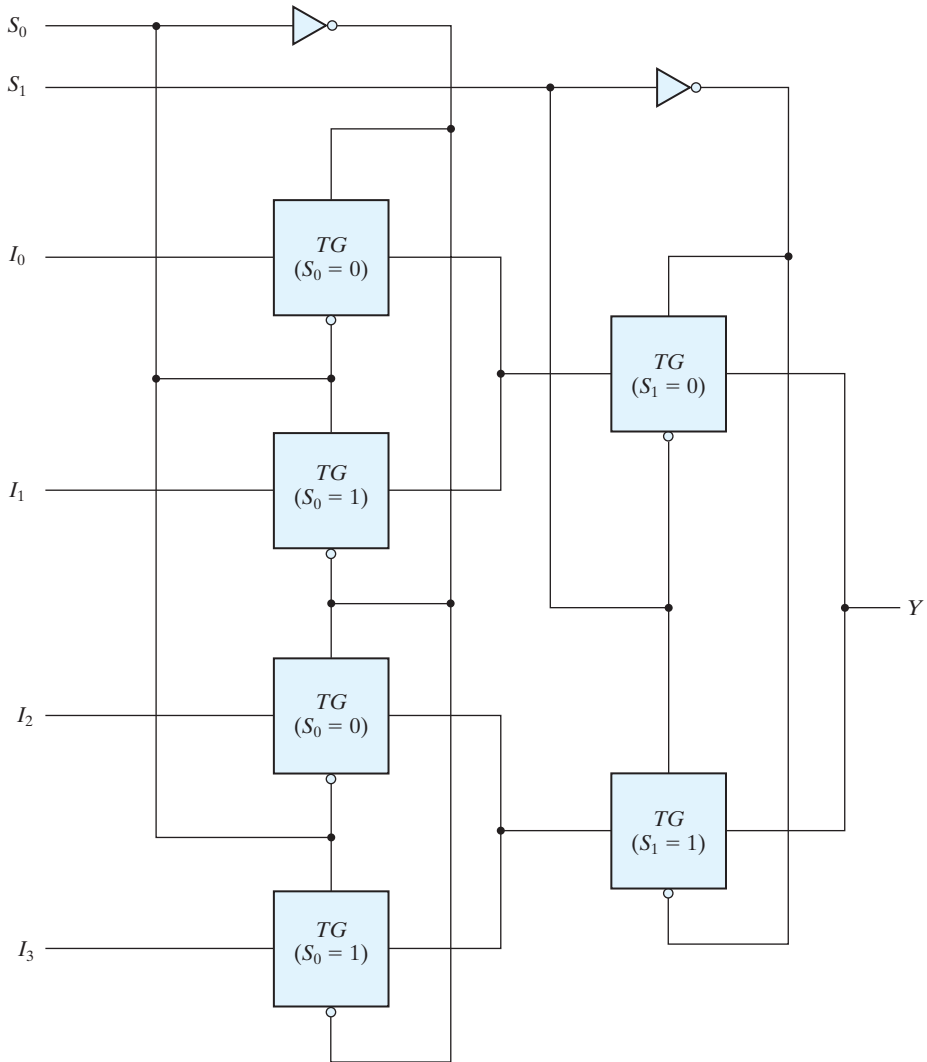 S₀
S₁
I₀
TG
(S₀ = 0)
TG
(S₁ = 0)
I₁
TG
(S₀ = 1)
Y
I₂
TG
(S₀ = 0)
TG
(S₁ = 1)
I₃
TG
(S₀ = 1)